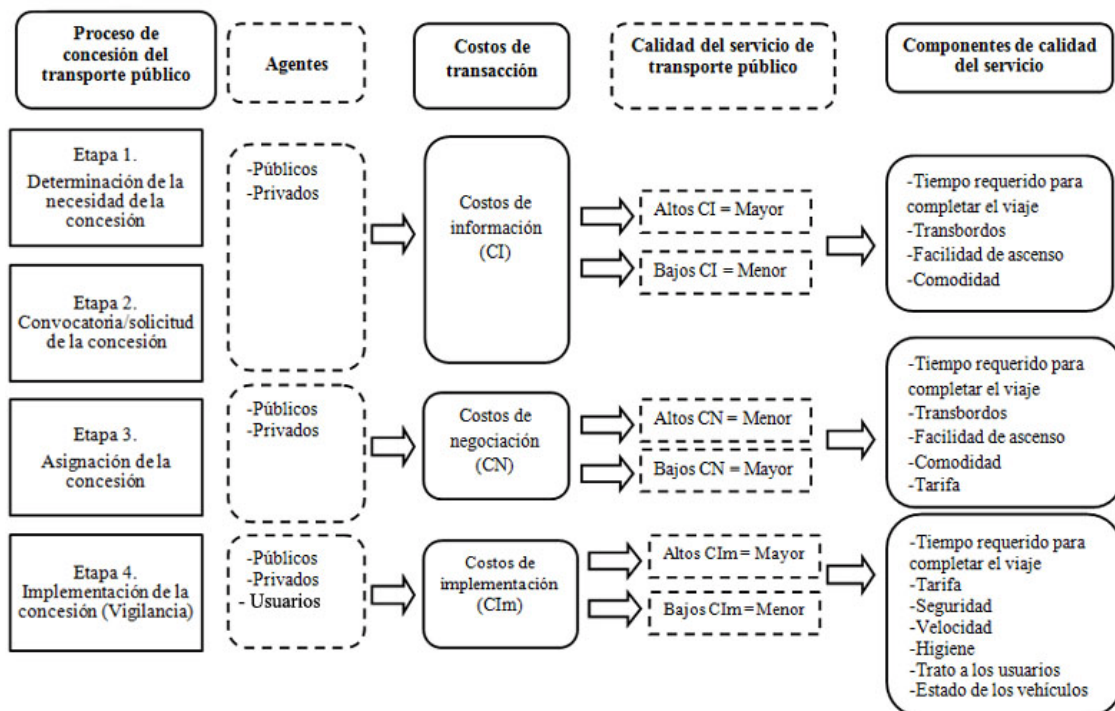 Proceso de
concesión del
transporte público
Agentes
Costos de
transacción
Calidad del servicio de
transporte público
Componentes de calidad
del servicio
Etapa 1.
Determinación de la
necesidad de la
concesión
Etapa 2.
Convocatoria/solicitud
de la concesión
-Públicos
-Privados
Costos de
información
(CI)
Altos CI = Mayor
Bajos CI = Menor
-Tiempo requerido para
completar el viaje
-Transbordos
-Facilidad de ascenso
-Comodidad
Etapa 3.
Asignación de la
concesión
-Públicos
-Privados
Costos de
negociación
(CN)
Altos CN = Menor
Bajos CN = Mayor
-Tiempo requerido para
completar el viaje
-Transbordos
-Facilidad de ascenso
-Comodidad
-Tarifa
Etapa 4.
Implementación de la
concesión (Vigilancia)
-Públicos
-Privados
- Usuarios
Costos de
implementación
(CIm)
Altos CIm = Mayor
Bajos CIm = Menor
-Tiempo requerido para
completar el viaje
-Tarifa
-Seguridad
-Velocidad
-Higiene
-Trato a los usuarios
-Estado de los vehículos